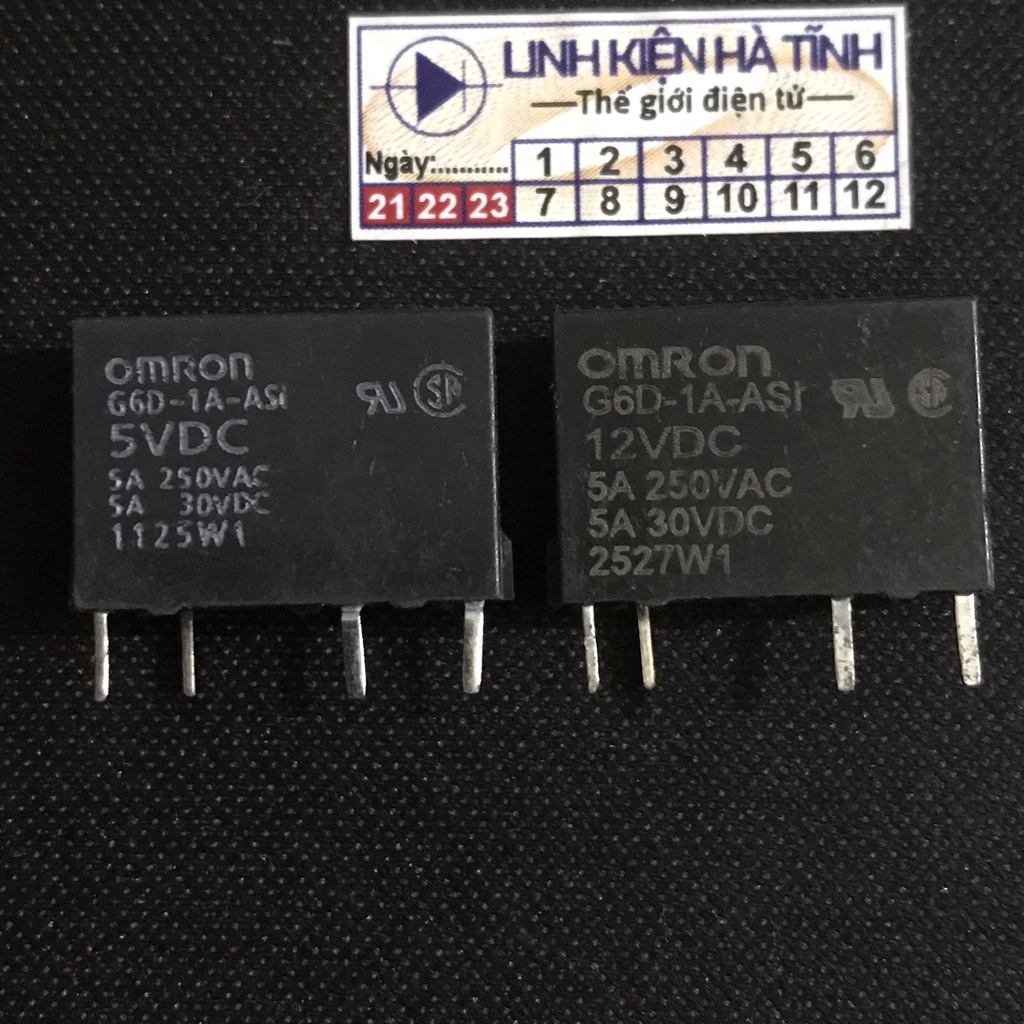 LINH KIỆN HÀ TĨNH
Thế giới điện tử
Ngày:........... 1 2 3 4 5 6
21 22 23 7 8 9 10 11 12
omron
G6D-1A-ASI
5VDC
5A 250VAC
5A 30VDC
1125W1
omron
G6D-1A-ASI
12VDC
5A 250VAC
5A 30VDC
2527W1